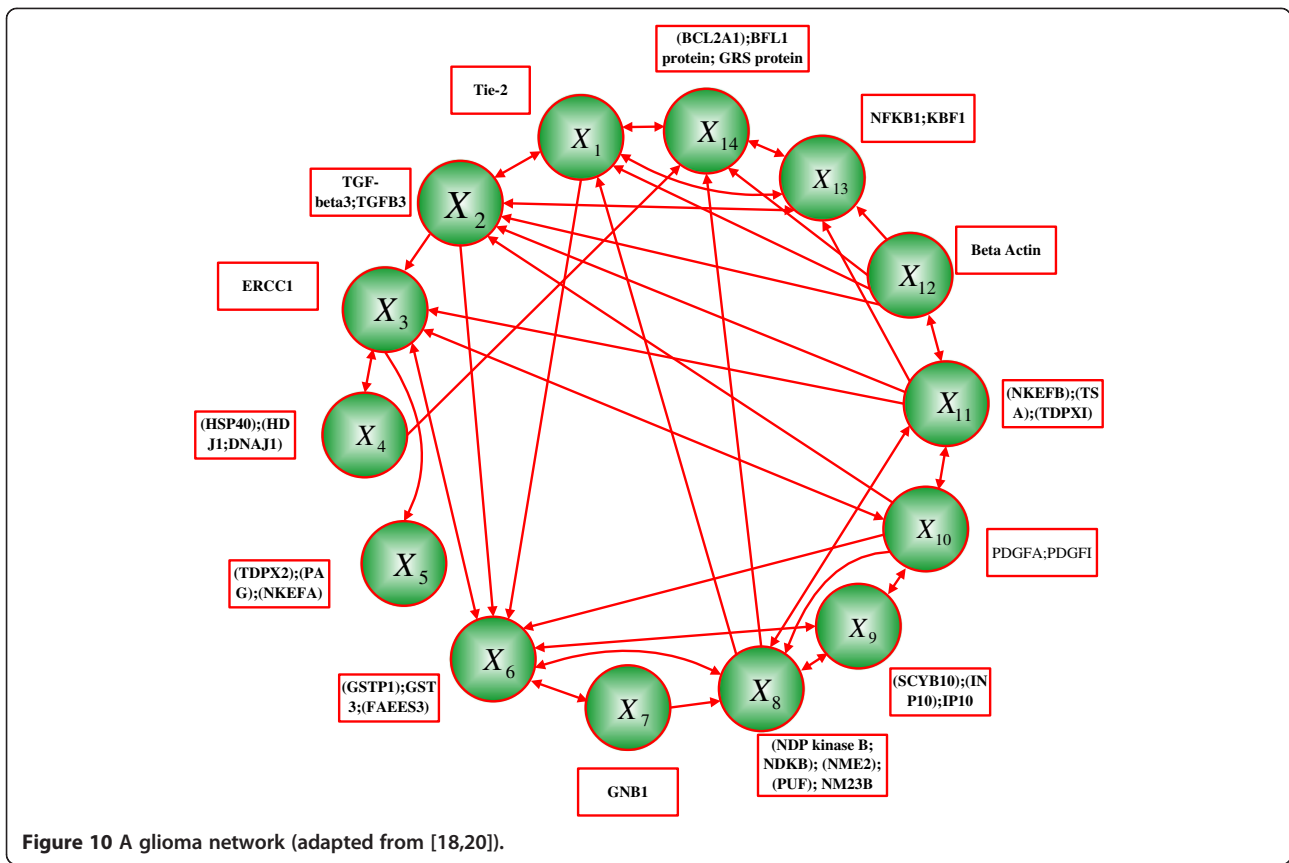 (BCL2A1);BFL1
protein; GRS protein
Tie-2
NFKB1;KBF1
X1
X14
X13
TGF-
beta3;TGFB3
X2
X12
Beta Actin
ERCC1
X3
X11
(NKEFB);(TS
A);(TDPXI)
(HSP40);(HD
J1;DNAJ1)
X4
X10
PDGFA;PDGFI
(TDPX2);(PA
G);(NKEFA)
X5
X9
X6
(SCYB10);(IN
P10);IP10
(GSTP1);GST
3;(FAEES3)
X7
X8
(NDP kinase B;
NDKB); (NME2);
(PUF); NM23B
GNB1
Figure 10 A glioma network (adapted from [18,20]).